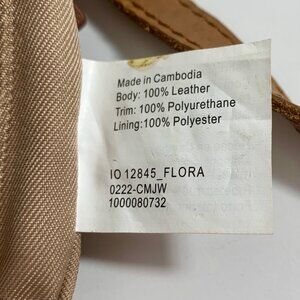 Made in Cambodia
Body: 100% Leather
Trim: 100% Polyurethane
Lining: 100% Polyester
IO 12845_FLORA
0222-CMJW
1000080732